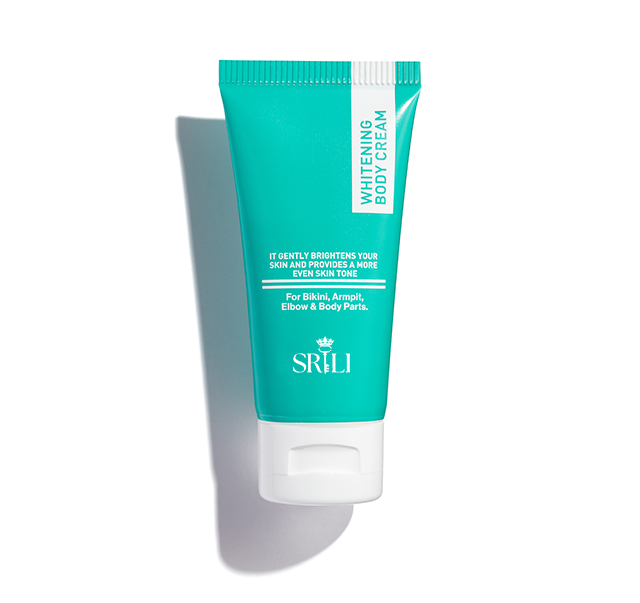 WHITENING
BODY CREAM
IT GENTLY BRIGHTENS YOUR
SKIN AND PROVIDES A MORE
EVEN SKIN TONE
For Bikini, Armpit,
Elbow & Body Parts.
SRILI